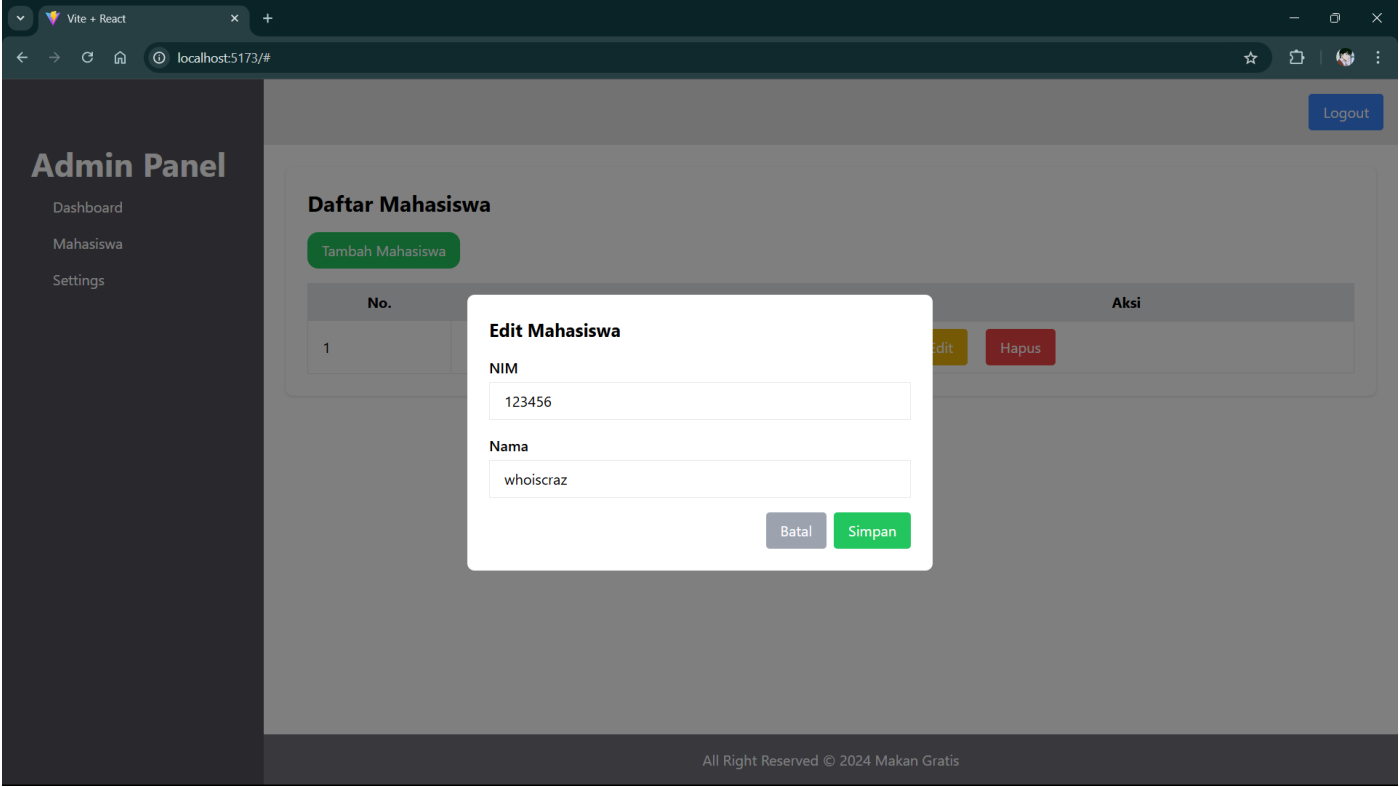 Vite + React
localhost:5173/#
Logout
Admin Panel
Dashboard
Mahasiswa
Settings
Daftar Mahasiswa
Tambah Mahasiswa
No. Aksi
1 Edit Hapus
Edit Mahasiswa
NIM
123456
Nama
whoiscraz
Batal Simpan
All Right Reserved © 2024 Makan Gratis